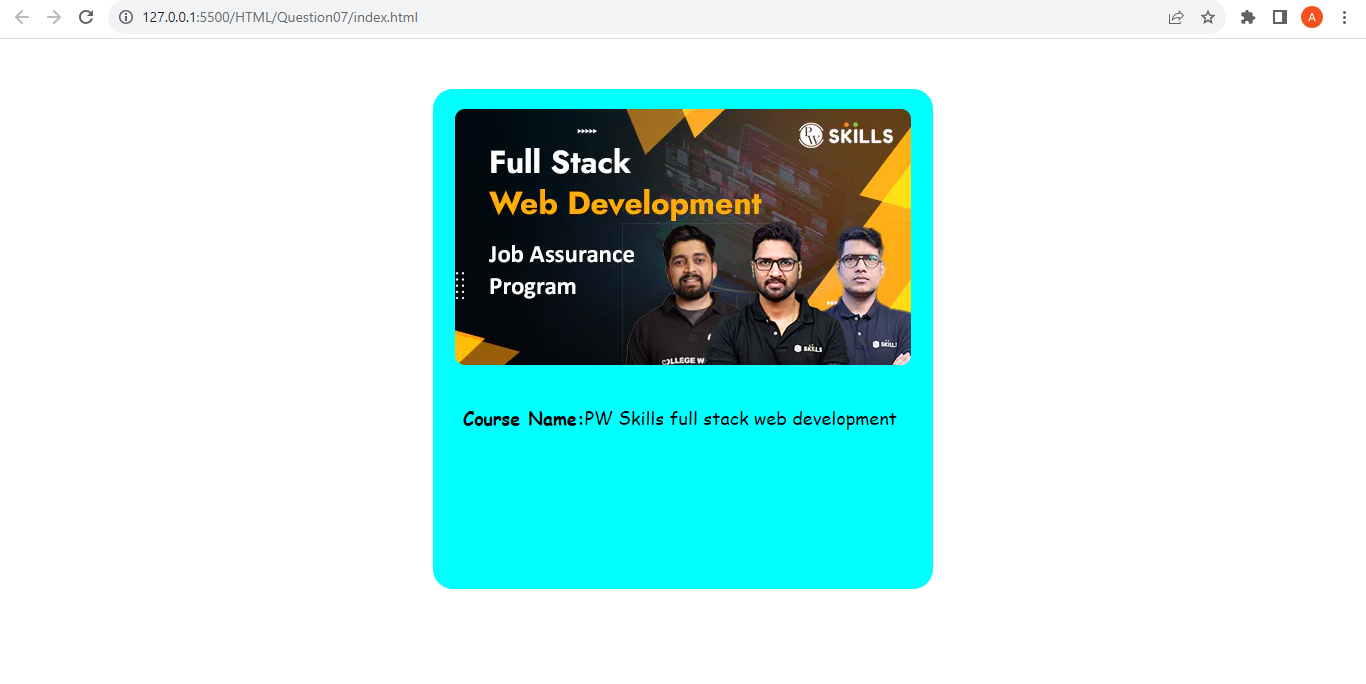 127.0.0.1:5500/HTML/Question07/index.html
A
PW SKILLS
Full Stack
Web Development
Job Assurance
Program
COLLEGE W
SKILLS
SKILLS
Course Name:PW Skills full stack web development